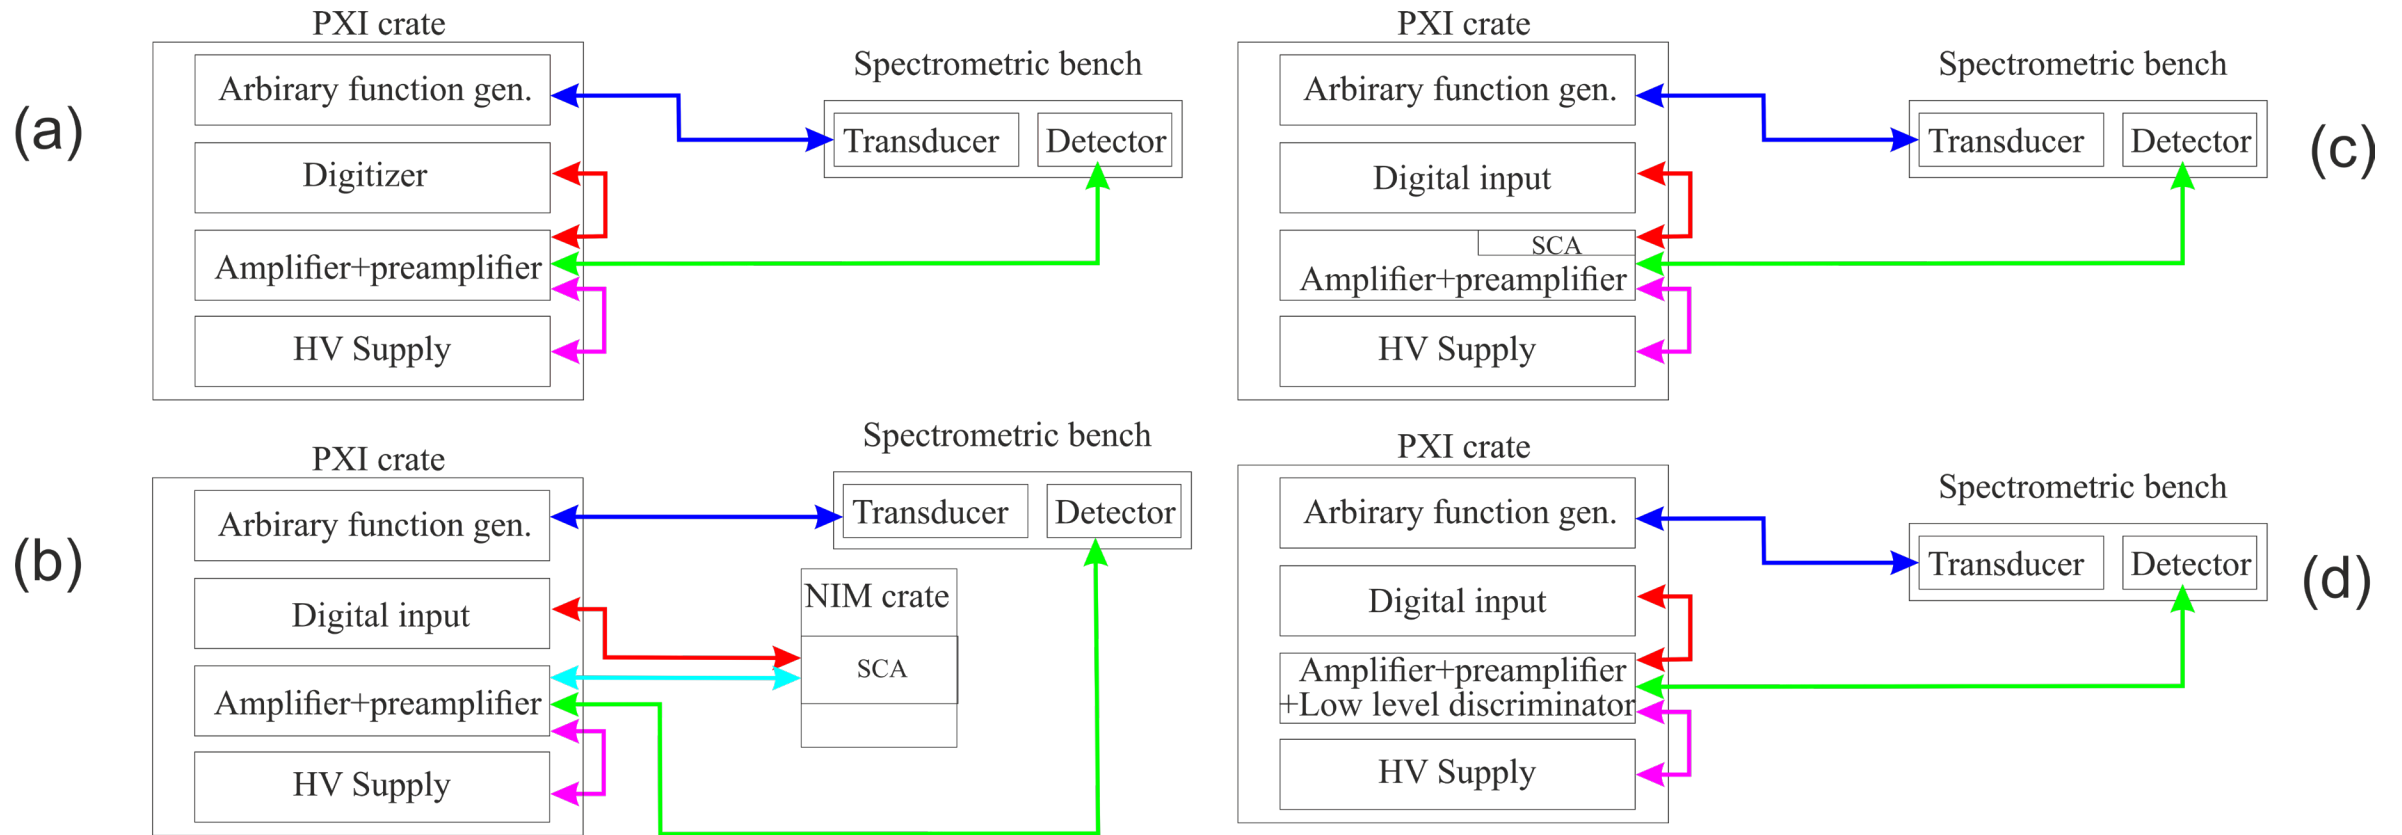 (a)
PXI crate
Arbirary function gen.
Digitizer
Amplifier+preamplifier
HV Supply
Spectrometric bench
Transducer
Detector
(b)
PXI crate
Arbirary function gen.
Digital input
Amplifier+preamplifier
HV Supply
Spectrometric bench
Transducer
Detector
NIM crate
SCA
PXI crate
Arbirary function gen.
Digital input
SCA
Amplifier+preamplifier
HV Supply
Spectrometric bench
Transducer
Detector
(c)
PXI crate
Arbirary function gen.
Digital input
Amplifier+preamplifier
+Low level discriminator
HV Supply
Spectrometric bench
Transducer
Detector
(d)